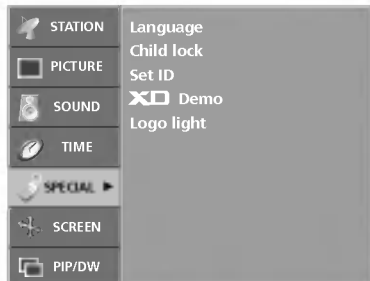 STATION
PICTURE
SOUND
TIME
SPECIAL ►
SCREEN
PIP/DW
Language
Child lock
Set ID
XD Demo
Logo light